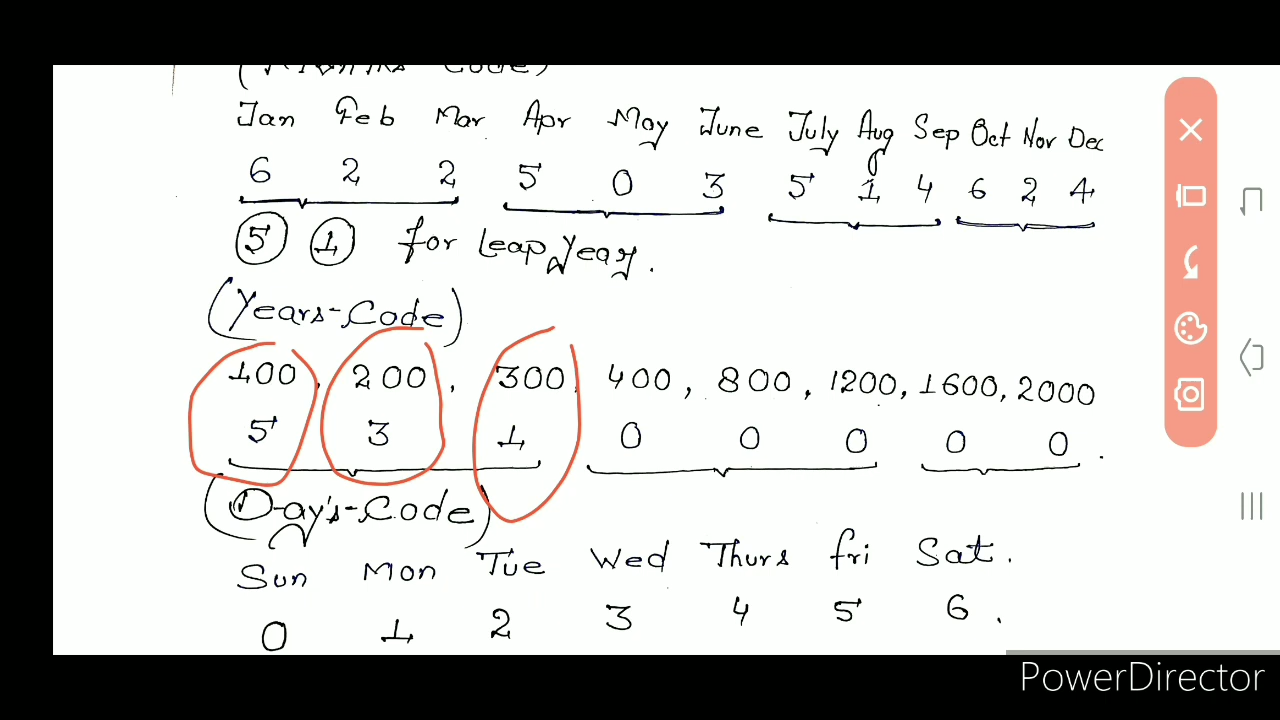 (Months Code)
Jan Feb Mar Apr May June July Aug Sep Oct Nov Dec
6 2 2 5 0 3 5 1 4 6 2 4
5 1 for leap year.
(Years-Code)
100, 200, 300, 400, 800, 1200, 1600, 2000
5 3 1 0 0 0 0 0.
(Day's-Code)
Sun Mon Tue Wed Thurs fri Sat.
0 1 2 3 4 5 6.
PowerDirector